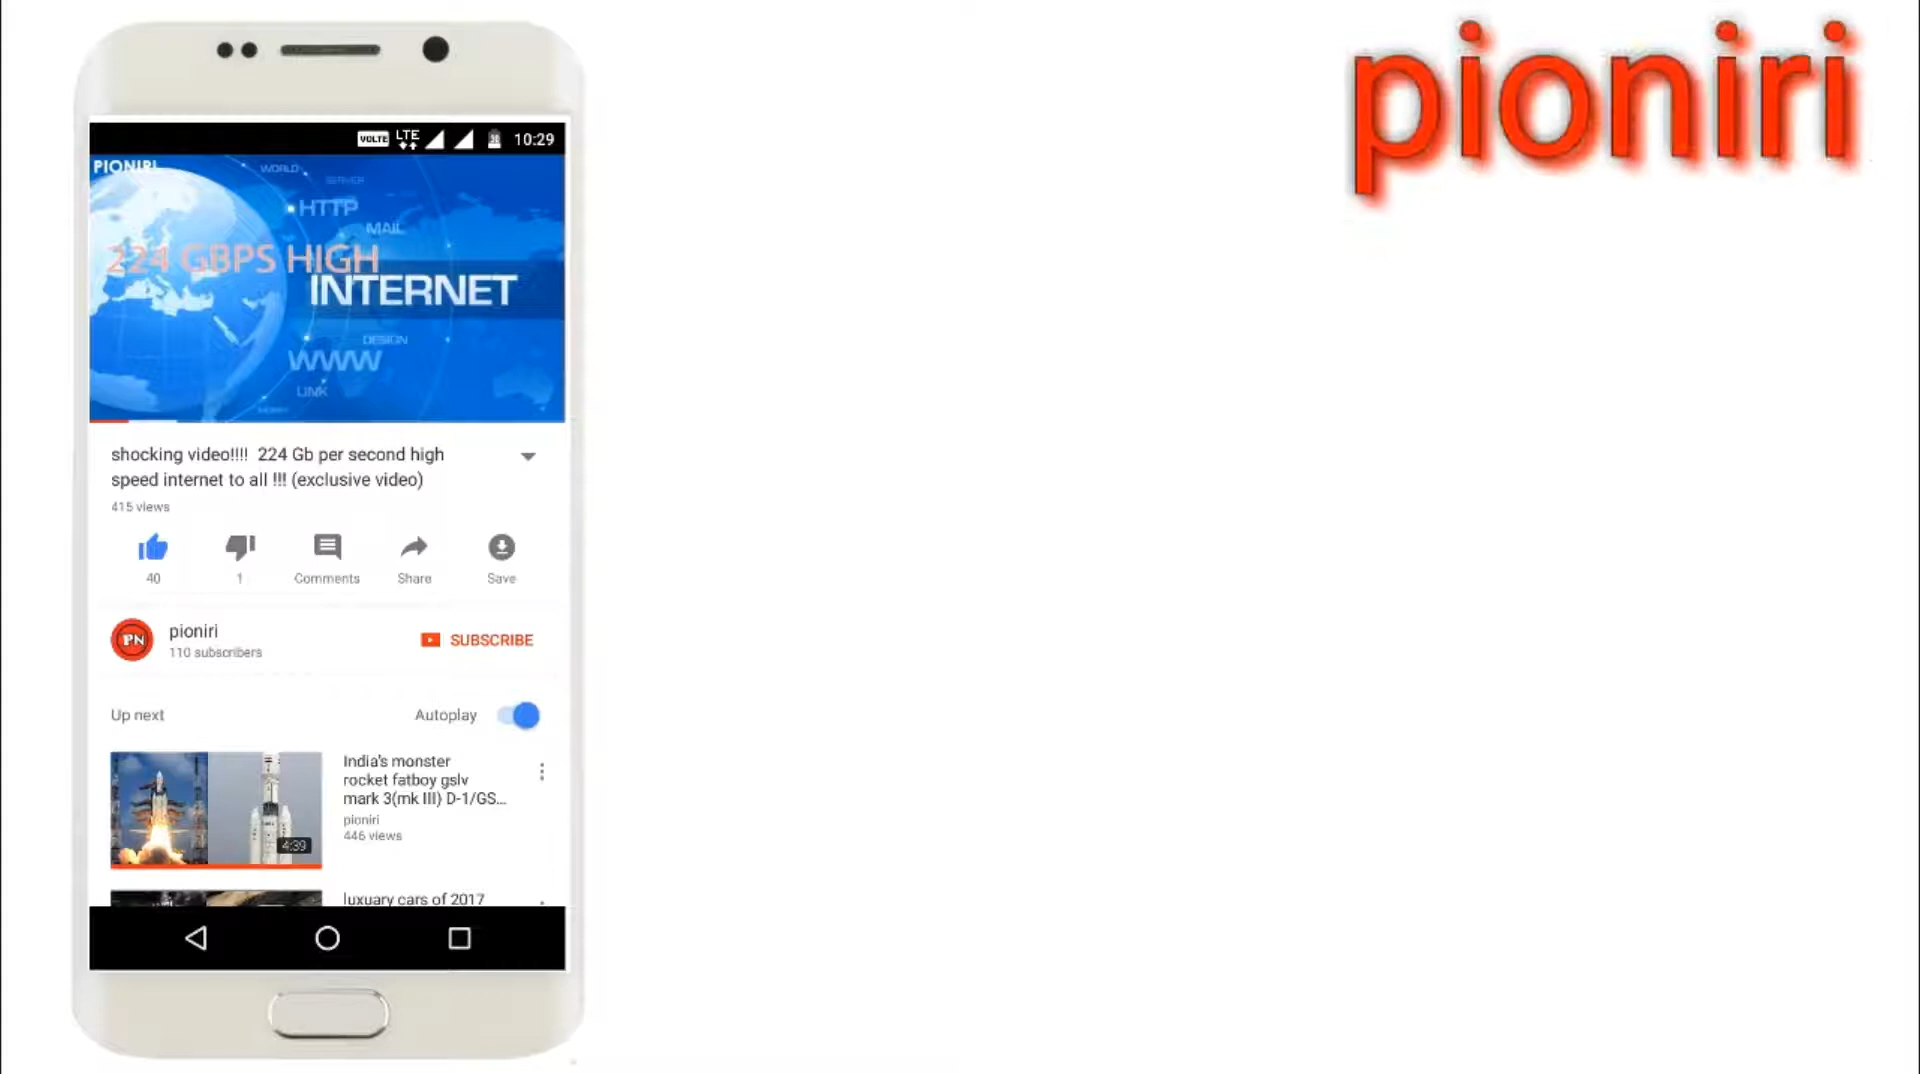 pioniri
VOLTE LTE 10:29
PIONIRI
WORLD
SERVER
HTTP
MAIL
224 GBPS HIGH
INTERNET
DESIGN
WWW
LINK
shocking video!!!!  224 Gb per second high
speed internet to all !!! (exclusive video)
415 views
40
1
Comments
Share
Save
PN
pioniri
110 subscribers
SUBSCRIBE
Up next
Autoplay
India's monster
rocket fatboy gslv
mark 3(mk III) D-1/GS...
pioniri
446 views
4:39
luxuary cars of 2017